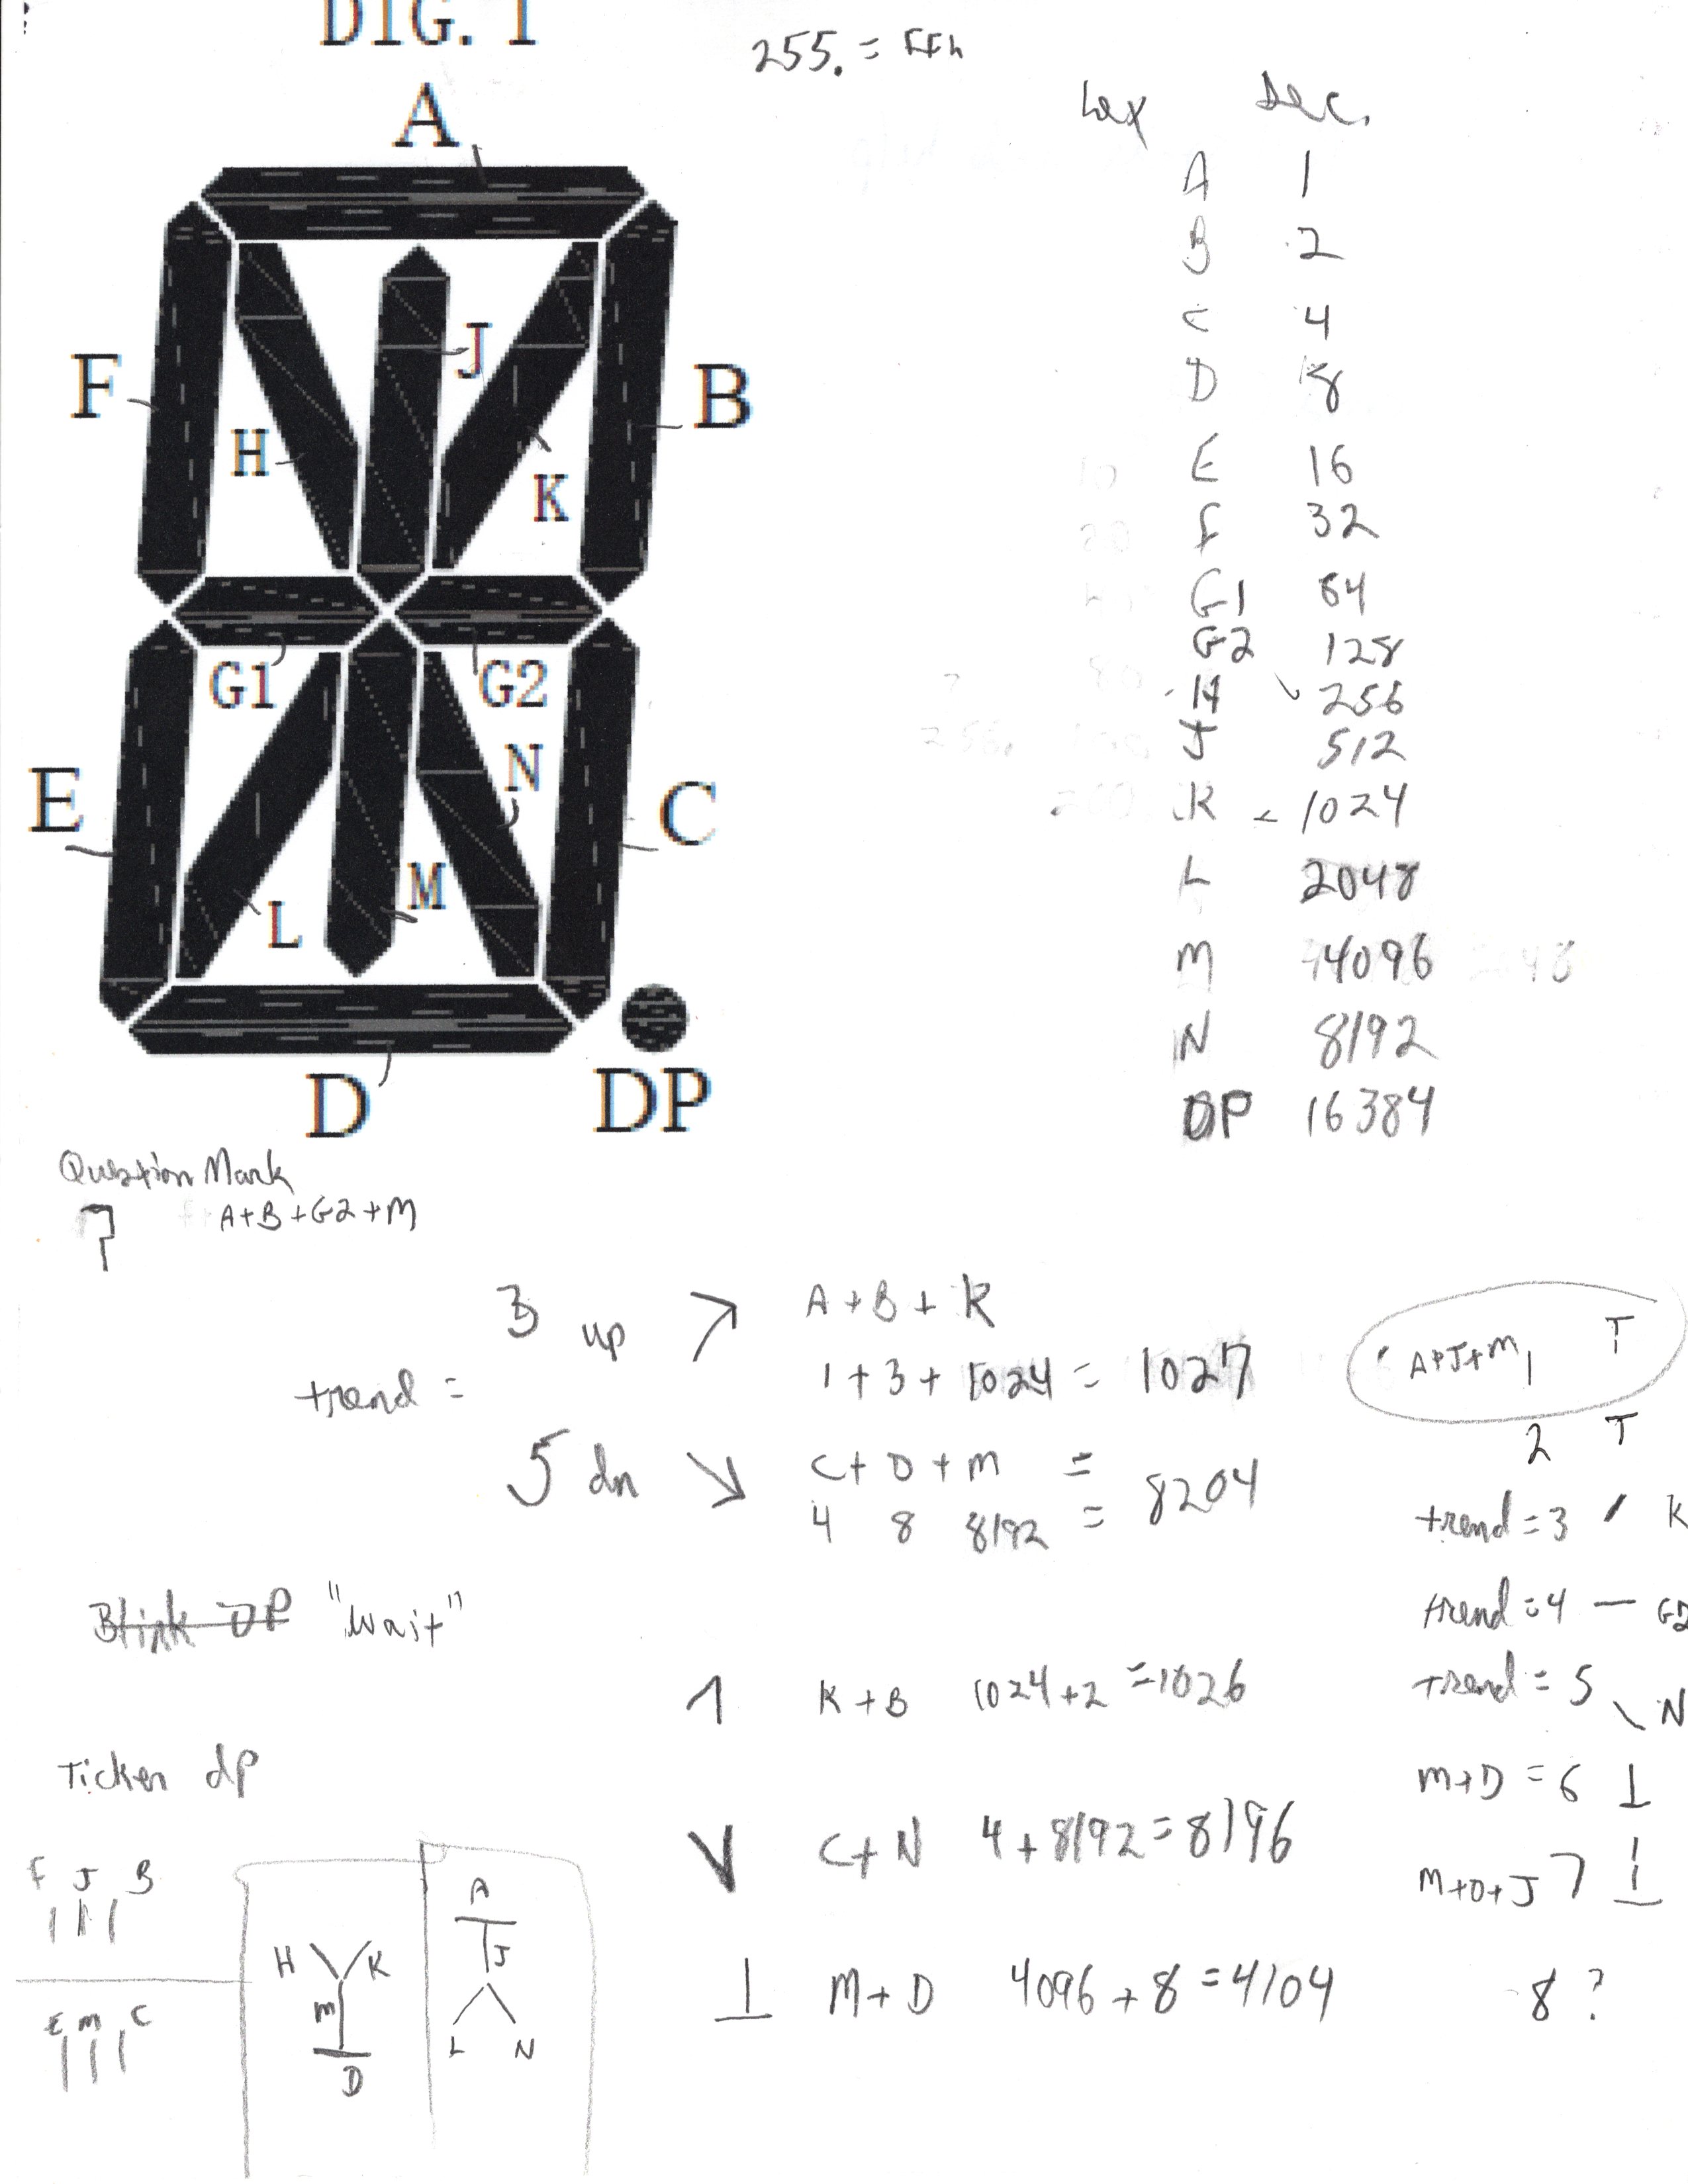 DIG. 1
255. = FFh
hex Dec.
A
F
H
J
K
B
G1
G2
E
L
M
N
C
D
DP
A 1
B 2
C 4
D 8
E 16
F 32
G1 64
G2 128
H 256
J 512
K 1024
L 2048
M 4096
N 8192
DP 16384
Question Mark
? A+B+G2+M
trend =
3 up A + B + K
1 + 3 + 1024 = 1027
5 dn C + D + M =
4 8 8192 = 8204
A+J+M 1 T
2 T
trend = 3 K
trend = 4 — G2
trend = 5 \ N
M+D = 6 ⊥
M+D+J 7
8 ?
Blink DP "wait"
K + B 1024+2 = 1026
C + N 4 + 8192 = 8196
⊥ M + D 4096 + 8 = 4104
Ticker dp
F J B
E M C
H K
M
D
A
J
L N